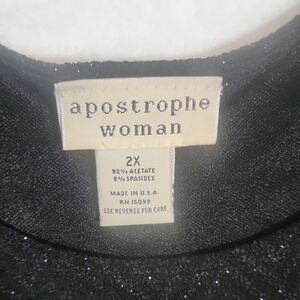 apostrophe
woman
2X
92% ACETATE
8% SPANDEX
MADE IN U.S.A.
RN 15099
SEE REVERSE FOR CARE